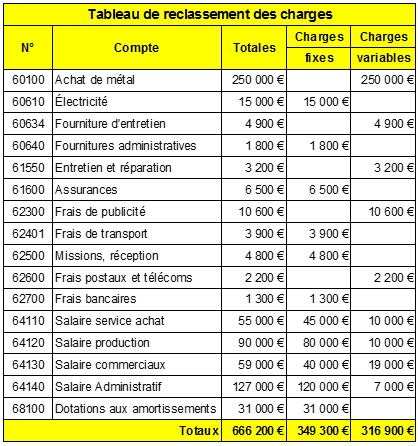 Tableau de reclassement des charges
N° Compte Totales Charges fixes Charges variables
60100 Achat de métal 250 000 € 250 000 €
60610 Électricité 15 000 € 15 000 €
60634 Fourniture d'entretien 4 900 € 4 900 €
60640 Fournitures administratives 1 800 € 1 800 €
61550 Entretien et réparation 3 200 € 3 200 €
61600 Assurances 6 500 € 6 500 €
62300 Frais de publicité 10 600 € 10 600 €
62401 Frais de transport 3 900 € 3 900 €
62500 Missions, réception 4 800 € 4 800 €
62600 Frais postaux et télécoms 2 200 € 2 200 €
62700 Frais bancaires 1 300 € 1 300 €
64110 Salaire service achat 55 000 € 45 000 € 10 000 €
64120 Salaire production 90 000 € 80 000 € 10 000 €
64130 Salaire commerciaux 59 000 € 40 000 € 19 000 €
64140 Salaire Administratif 127 000 € 120 000 € 7 000 €
68100 Dotations aux amortissements 31 000 € 31 000 €
Totaux 666 200 € 349 300 € 316 900 €